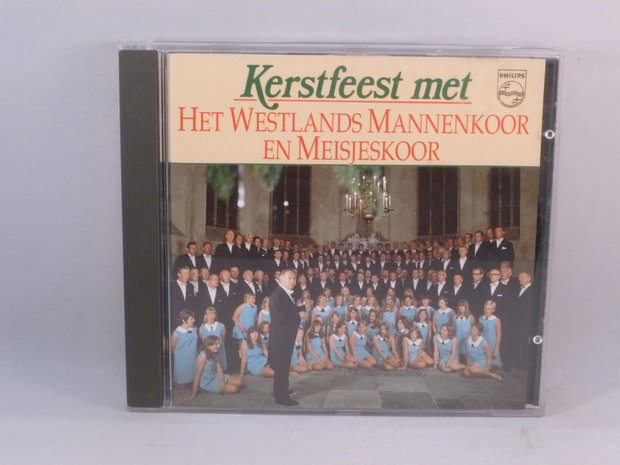 Kerstfeest met
PHILIPS
HET WESTLANDS MANNENKOOR
EN MEISJESKOOR